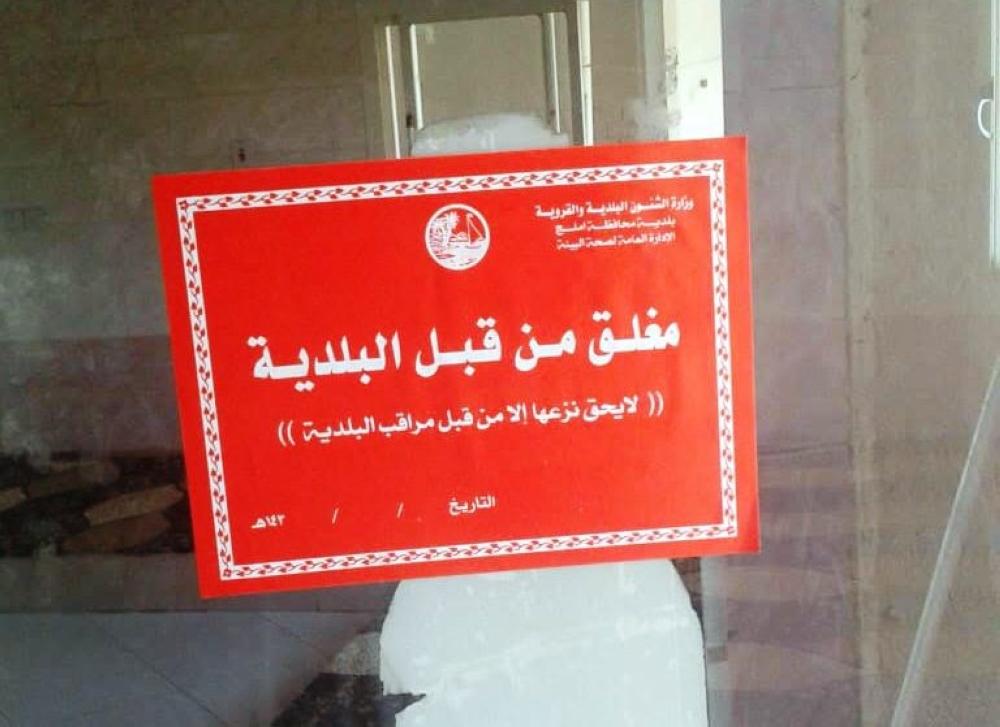 وزارة الشئون البلدية والقروية
بلدية محافظة املج
الإدارة العامة لصحة البيئة
مغلق من قبل البلدية
(( لايحق نزعها إلا من قبل مراقب البلدية ))
التاريخ / / ١٤٣هـ